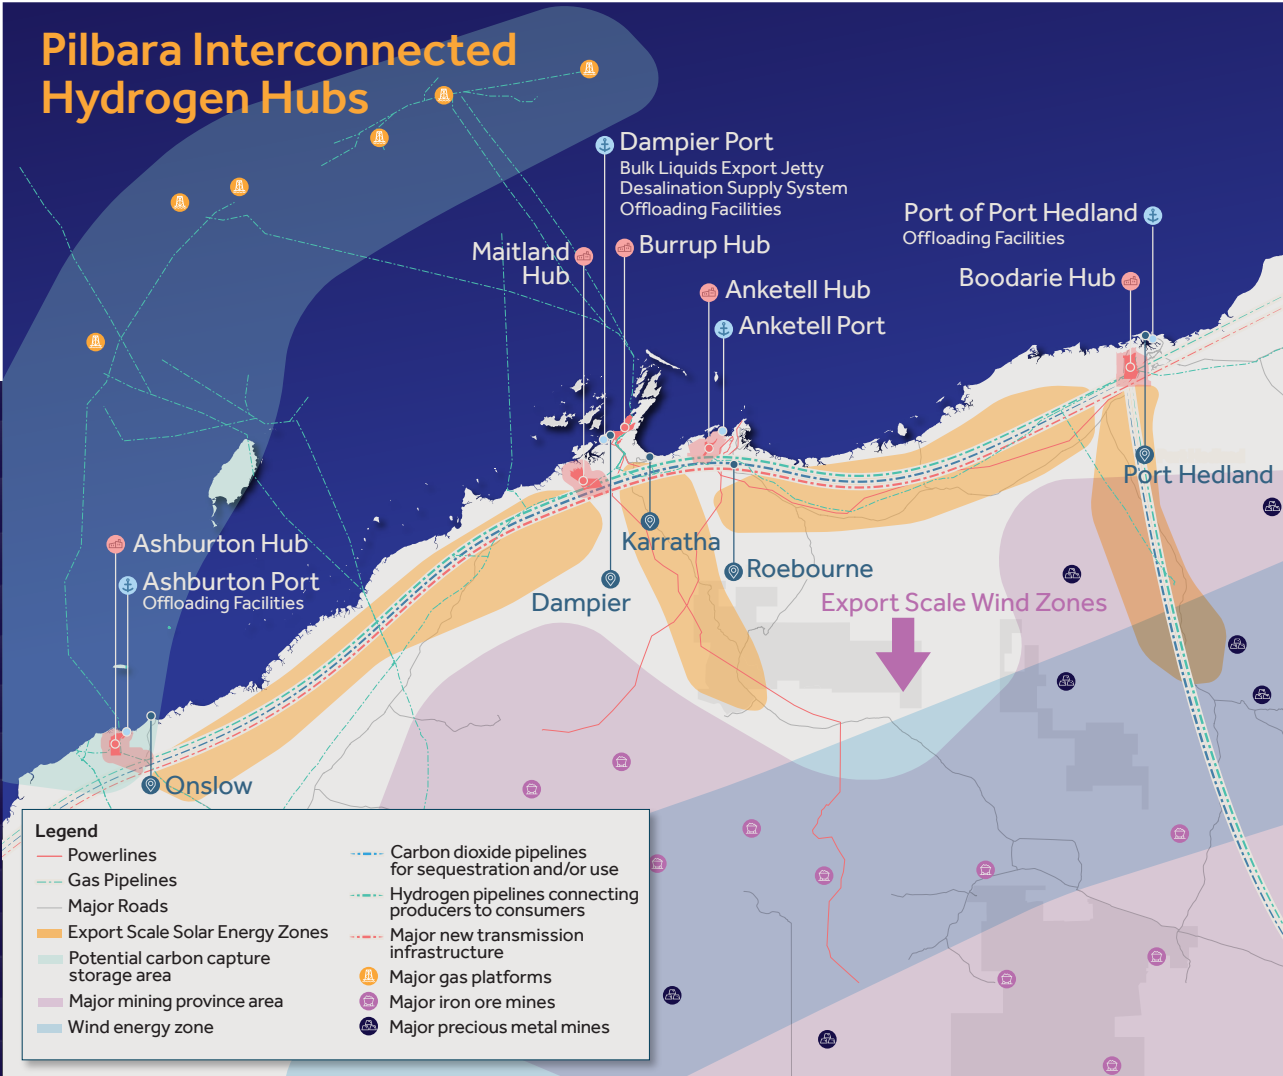 Pilbara Interconnected
Hydrogen Hubs
Dampier Port
Bulk Liquids Export Jetty
Desalination Supply System
Offloading Facilities
Port of Port Hedland
Offloading Facilities
Maitland
Hub
Burrup Hub
Boodarie Hub
Anketell Hub
Anketell Port
Port Hedland
Ashburton Hub
Karratha
Ashburton Port
Offloading Facilities
Roebourne
Dampier
Export Scale Wind Zones
Onslow
Legend
Powerlines
Gas Pipelines
Major Roads
Export Scale Solar Energy Zones
Potential carbon capture
storage area
Major mining province area
Wind energy zone
Carbon dioxide pipelines
for sequestration and/or use
Hydrogen pipelines connecting
producers to consumers
Major new transmission
infrastructure
Major gas platforms
Major iron ore mines
Major precious metal mines